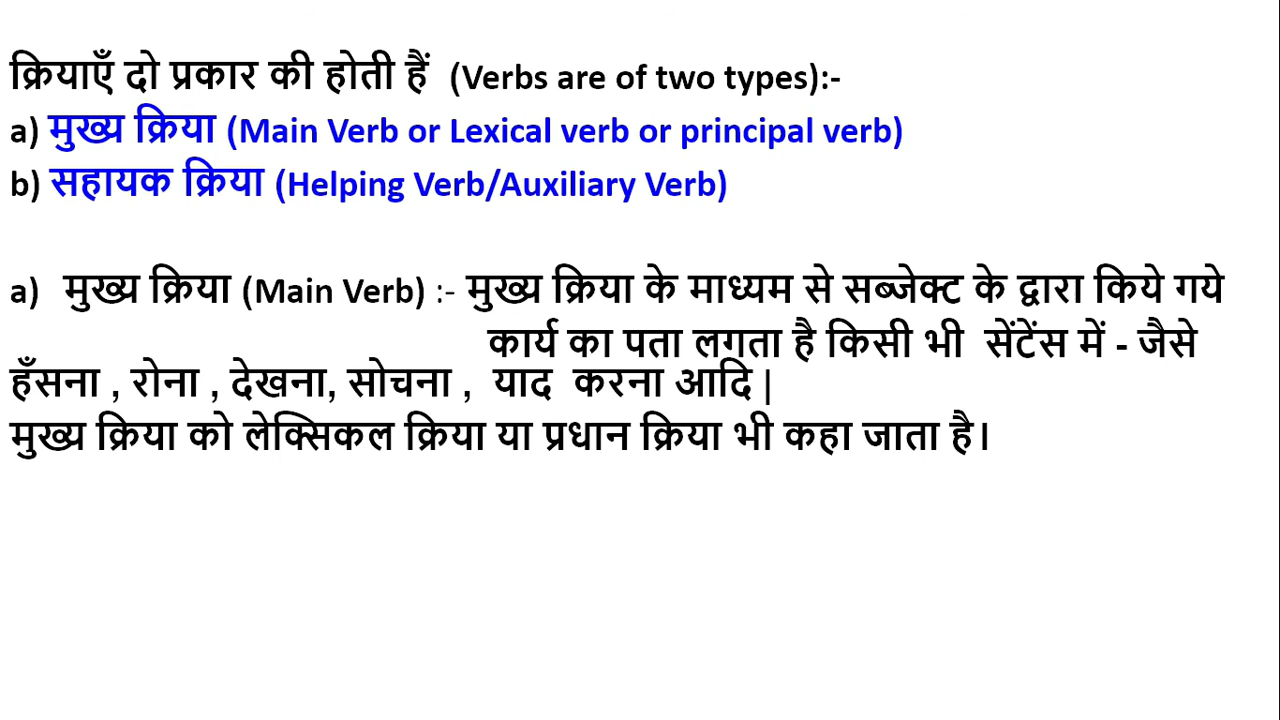 क्रियाएँ दो प्रकार की होती हैं (Verbs are of two types):-
a) मुख्य क्रिया (Main Verb or Lexical verb or principal verb)
b) सहायक क्रिया (Helping Verb/Auxiliary Verb)
a) मुख्य क्रिया (Main Verb) :- मुख्य क्रिया के माध्यम से सब्जेक्ट के द्वारा किये गये
कार्य का पता लगता है किसी भी सेंटेंस में - जैसे
हँसना , रोना , देखना, सोचना , याद करना आदि |
मुख्य क्रिया को लेक्सिकल क्रिया या प्रधान क्रिया भी कहा जाता है।